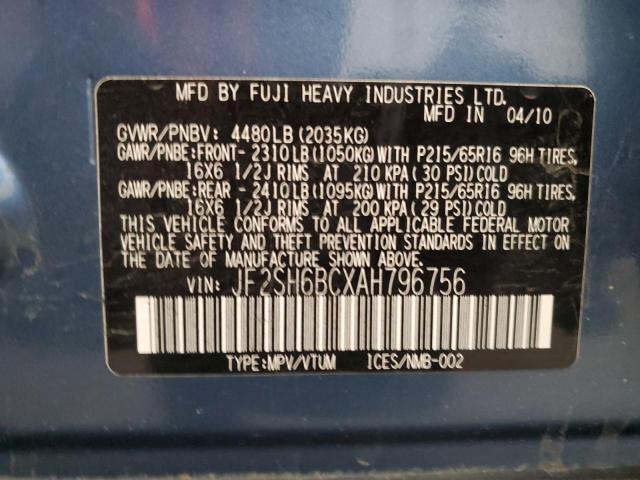 MFD BY FUJI HEAVY INDUSTRIES LTD.
MFD IN 04/10
GVWR/PNBV: 4480LB(2035KG)
GAWR/PNBE:FRONT- 2310LB(1050KG)WITH P215/65R16 96H TIRES,
16X6 1/2J RIMS AT 210 KPA(30 PSI)COLD
GAWR/PNBE:REAR - 2410LB(1095KG)WITH P215/65R16 96H TIRES,
16X6 1/2J RIMS AT 200 KPA(29 PSI)COLD
THIS VEHICLE CONFORMS TO ALL APPLICABLE FEDERAL MOTOR
VEHICLE SAFETY AND THEFT PREVENTION STANDARDS IN EFFECT ON
THE DATE OF MANUFACTURE SHOWN ABOVE.
VIN: JF2SH6BCXAH796756
TYPE:MPV/VTUM ICES/NMB-002